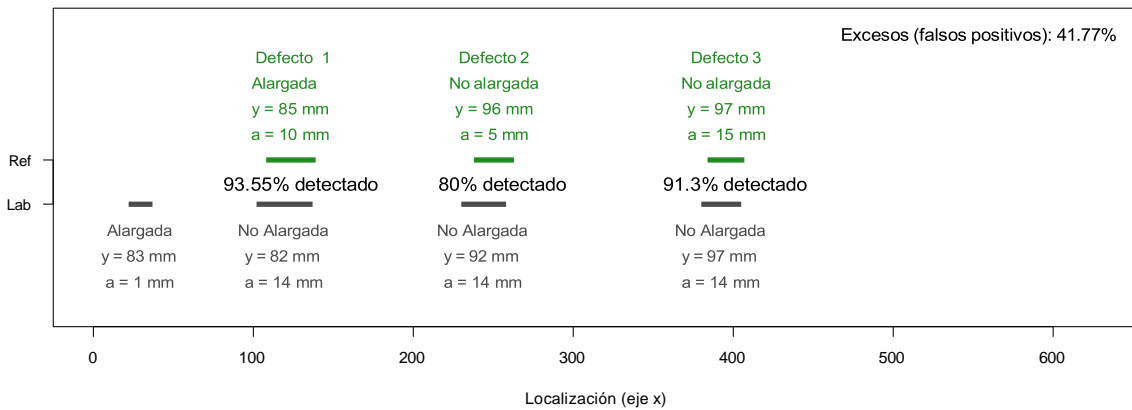 Excesos (falsos positivos): 41.77%
Defecto 1
Alargada
y = 85 mm
a = 10 mm
Defecto 2
No alargada
y = 96 mm
a = 5 mm
Defecto 3
No alargada
y = 97 mm
a = 15 mm
Ref
93.55% detectado
80% detectado
91.3% detectado
Lab
Alargada
y = 83 mm
a = 1 mm
No Alargada
y = 82 mm
a = 14 mm
No Alargada
y = 92 mm
a = 14 mm
No Alargada
y = 97 mm
a = 14 mm
0 100 200 300 400 500 600
Localización (eje x)